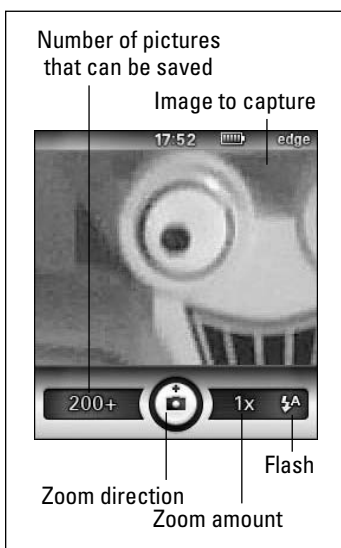 Number of pictures
that can be saved
Image to capture
17:52 edge
200+ 1x A
Flash
Zoom direction
Zoom amount